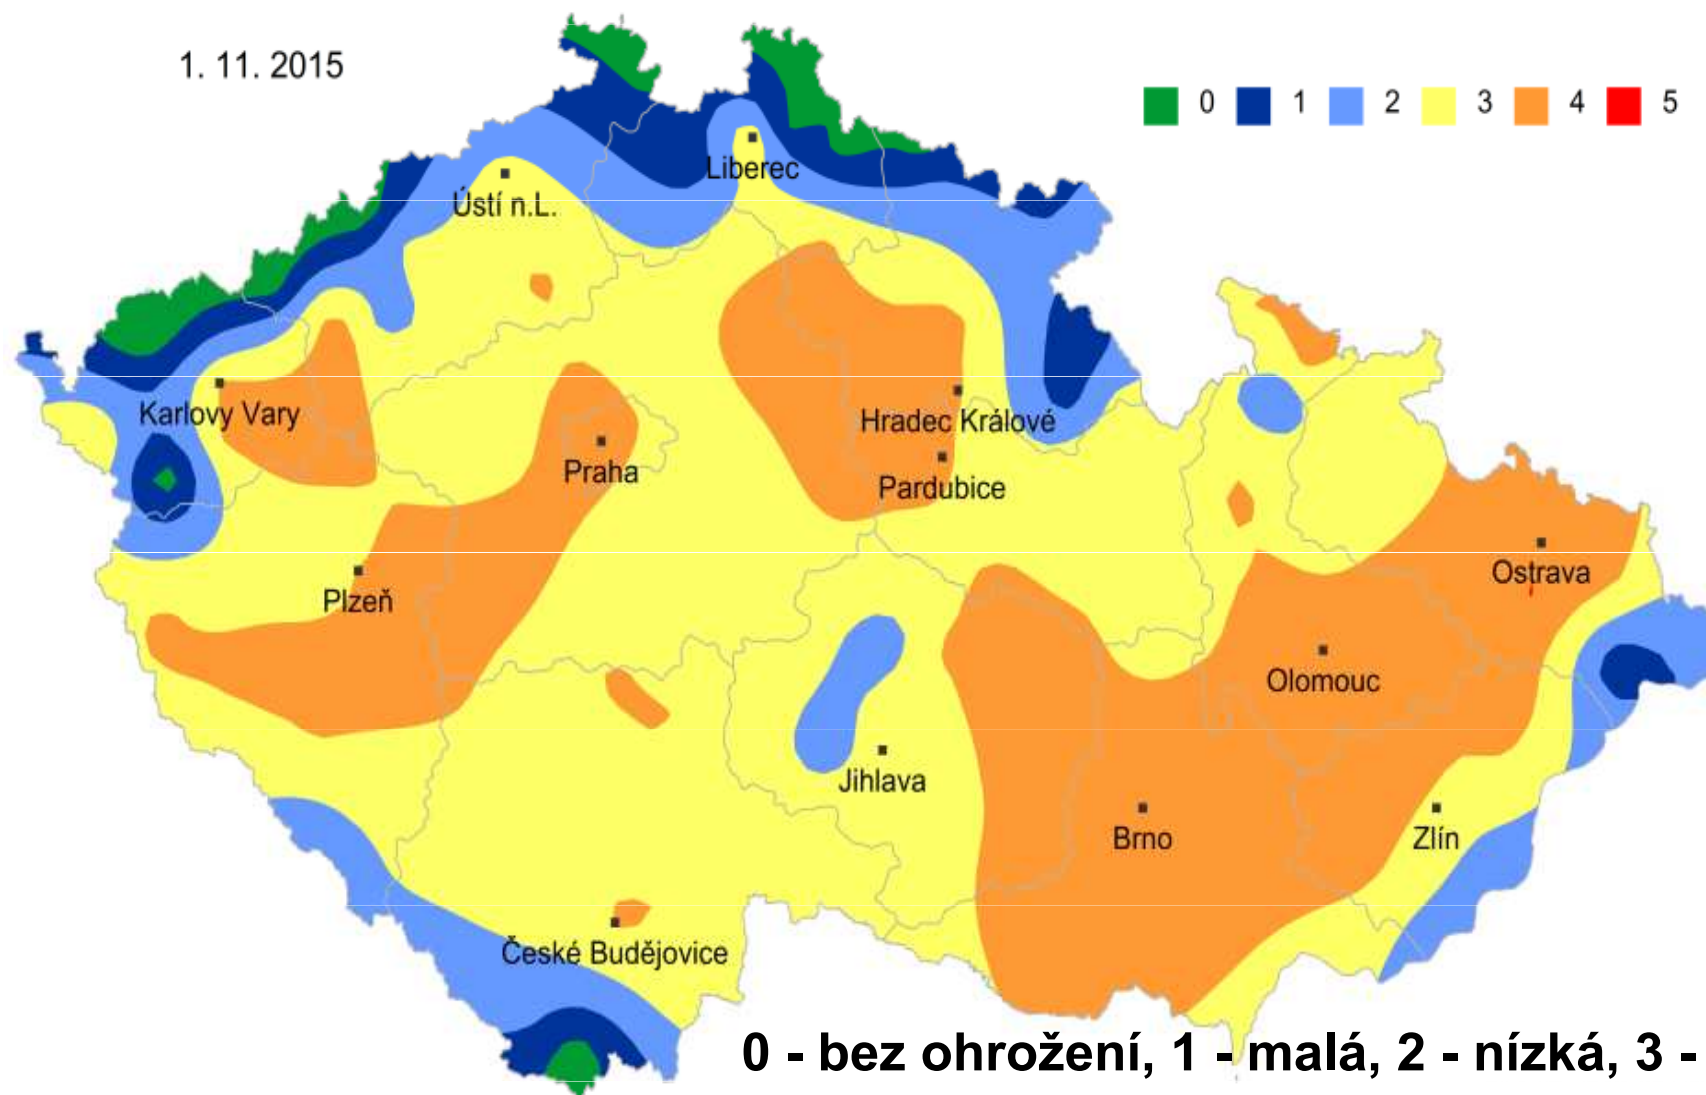 1. 11. 2015
0 1 2 3 4 5
Liberec
Ústí n.L.
Karlovy Vary
Hradec Králové
Praha
Pardubice
Ostrava
Plzeň
Olomouc
Jihlava
Brno
Zlín
České Budějovice
0 - bez ohrožení, 1 - malá, 2 - nízká, 3 -